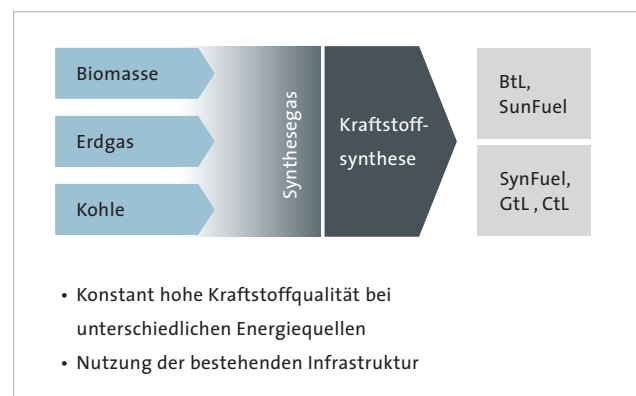 Biomasse
Erdgas
Kohle
Synthesegas
Kraftstoff-
synthese
BtL,
SunFuel
SynFuel,
GtL , CtL
• Konstant hohe Kraftstoffqualität bei
unterschiedlichen Energiequellen
• Nutzung der bestehenden Infrastruktur